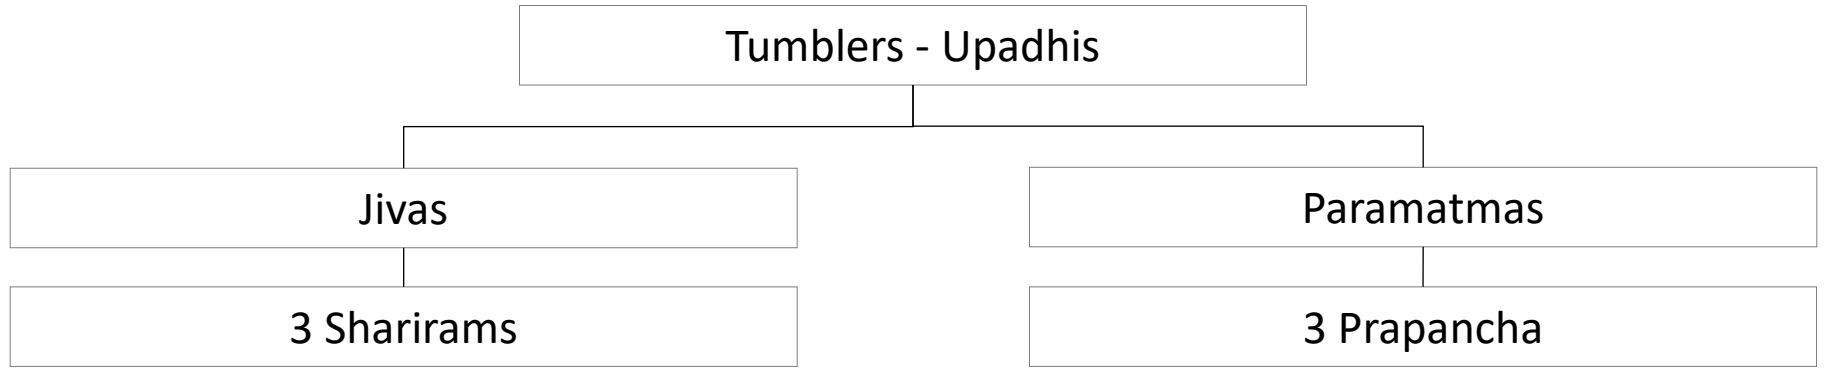 Tumblers - Upadhis
Jivas
Paramatmas
3 Sharirams
3 Prapancha